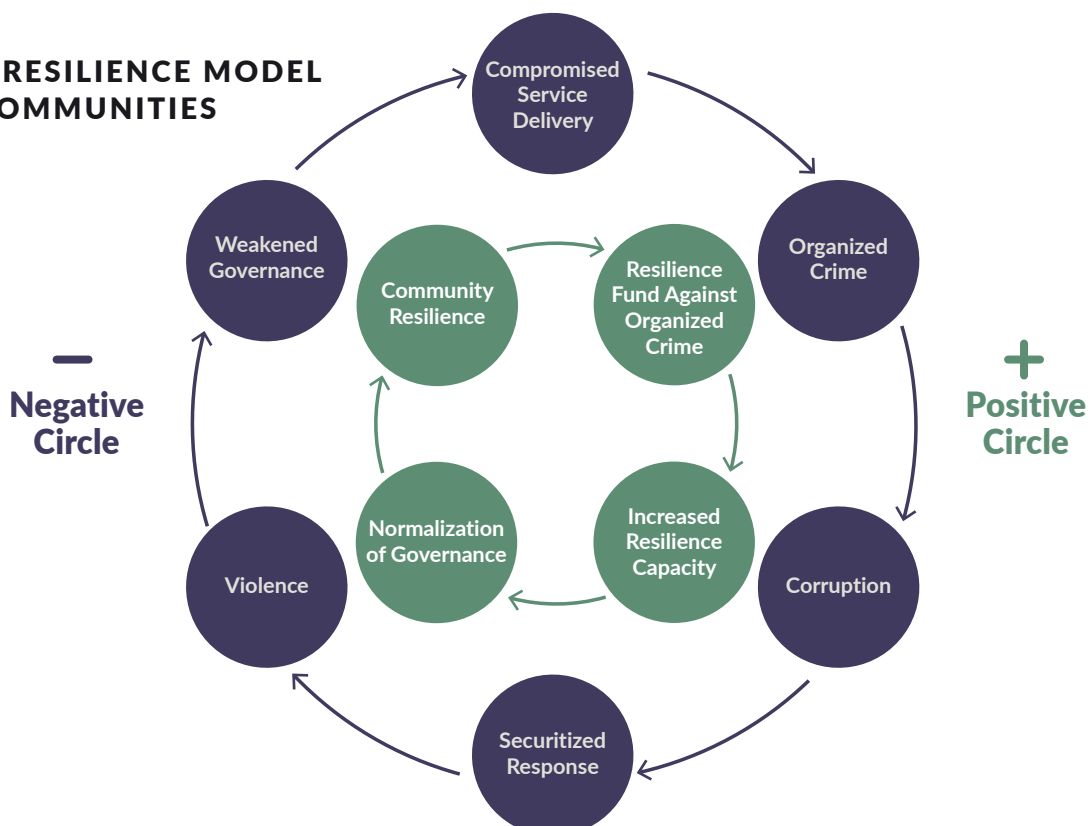 RESILIENCE MODEL
OMMUNITIES
Compromised
Service
Delivery
Weakened
Governance
Organized
Crime
Community
Resilience
Resilience
Fund Against
Organized
Crime
Negative
Circle
Positive
Circle
Normalization
of Governance
Increased
Resilience
Capacity
Violence
Corruption
Securitized
Response